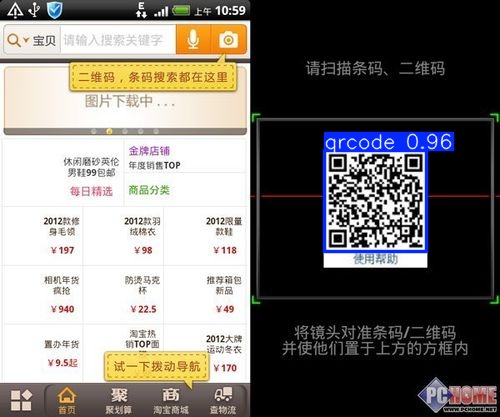 上午 10:59
宝贝 请输入搜索关键字
二维码，条码搜索都在这里
图片下载中 . . .
休闲磨砂英伦
男鞋99包邮
每日精选
金牌店铺
年度销售TOP
商品分类
2012款修
身毛领
￥197
2012款羽
绒棉衣
￥98
2012限量
款鞋
￥118
相机年货
疯抢
￥940
防烫马克
杯
￥22.5
推荐箱包
新品
￥49
置办年货
￥9.5起
淘宝热
销TOP面
2012大牌
运动冬衣
￥170
试一下拨动导航
首页
聚
聚划算
商
淘宝商城
查物流
请扫描条码、二维码
qrcode 0.96
使用帮助
将镜头对准条码/二维码
并使他们置于上方的方框内
PCHOME
WWW.PCHOME.NET